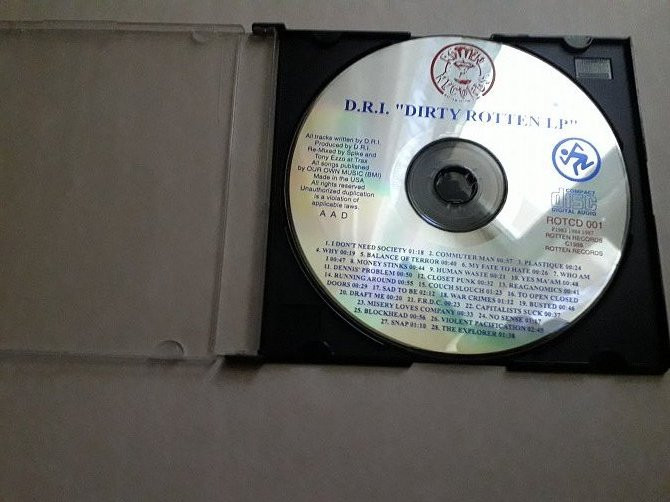 ROTTEN
RECORDS
D.R.I. "DIRTY ROTTEN LP"
All tracks written by D.R.I.
Produced by D.R.I.
Re-Mixed by Spike and
Tony Ezzo at Trax
All songs published
by OUR OWN MUSIC (BMI)
Made in the USA
All rights reserved
Unauthorized duplication
is a violation of
applicable laws.
A A D
COMPACT
disc
DIGITAL AUDIO
ROTCD 001
ROTTEN RECORDS
ROTTEN RECORDS
1. I DON'T NEED SOCIETY 01:18 2. COMMUTER MAN 00:37 3. PLASTIQUE 00:24
4. WHY 00:19 5. BALANCE OF TERROR 00:40 6. MY FATE TO HATE 00:26 7. WHO AM
I 00:47 8. MONEY STINKS 00:44 9. HUMAN WASTE 00:21 10. YES MA'AM 00:48
11. DENNIS' PROBLEM 00:50 12. CLOSET PUNK 00:32 13. REAGANOMICS 00:41
14. RUNNING AROUND 00:55 15. COUCH SLOUCH 01:23 16. TO OPEN CLOSED
DOORS 00:29 17. SAD TO BE 02:12 18. WAR CRIMES 01:12 19. BUSTED 00:46
20. DRAFT ME 00:20 21. F.R.D.C. 00:23 22. CAPITALISTS SUCK 00:37
23. MISERY LOVES COMPANY 00:33 24. NO SENSE 01:17
25. BLOCKHEAD 00:56 26. VIOLENT PACIFICATION 02:49
27. SNAP 01:10 28. THE EXPLORER 01:38